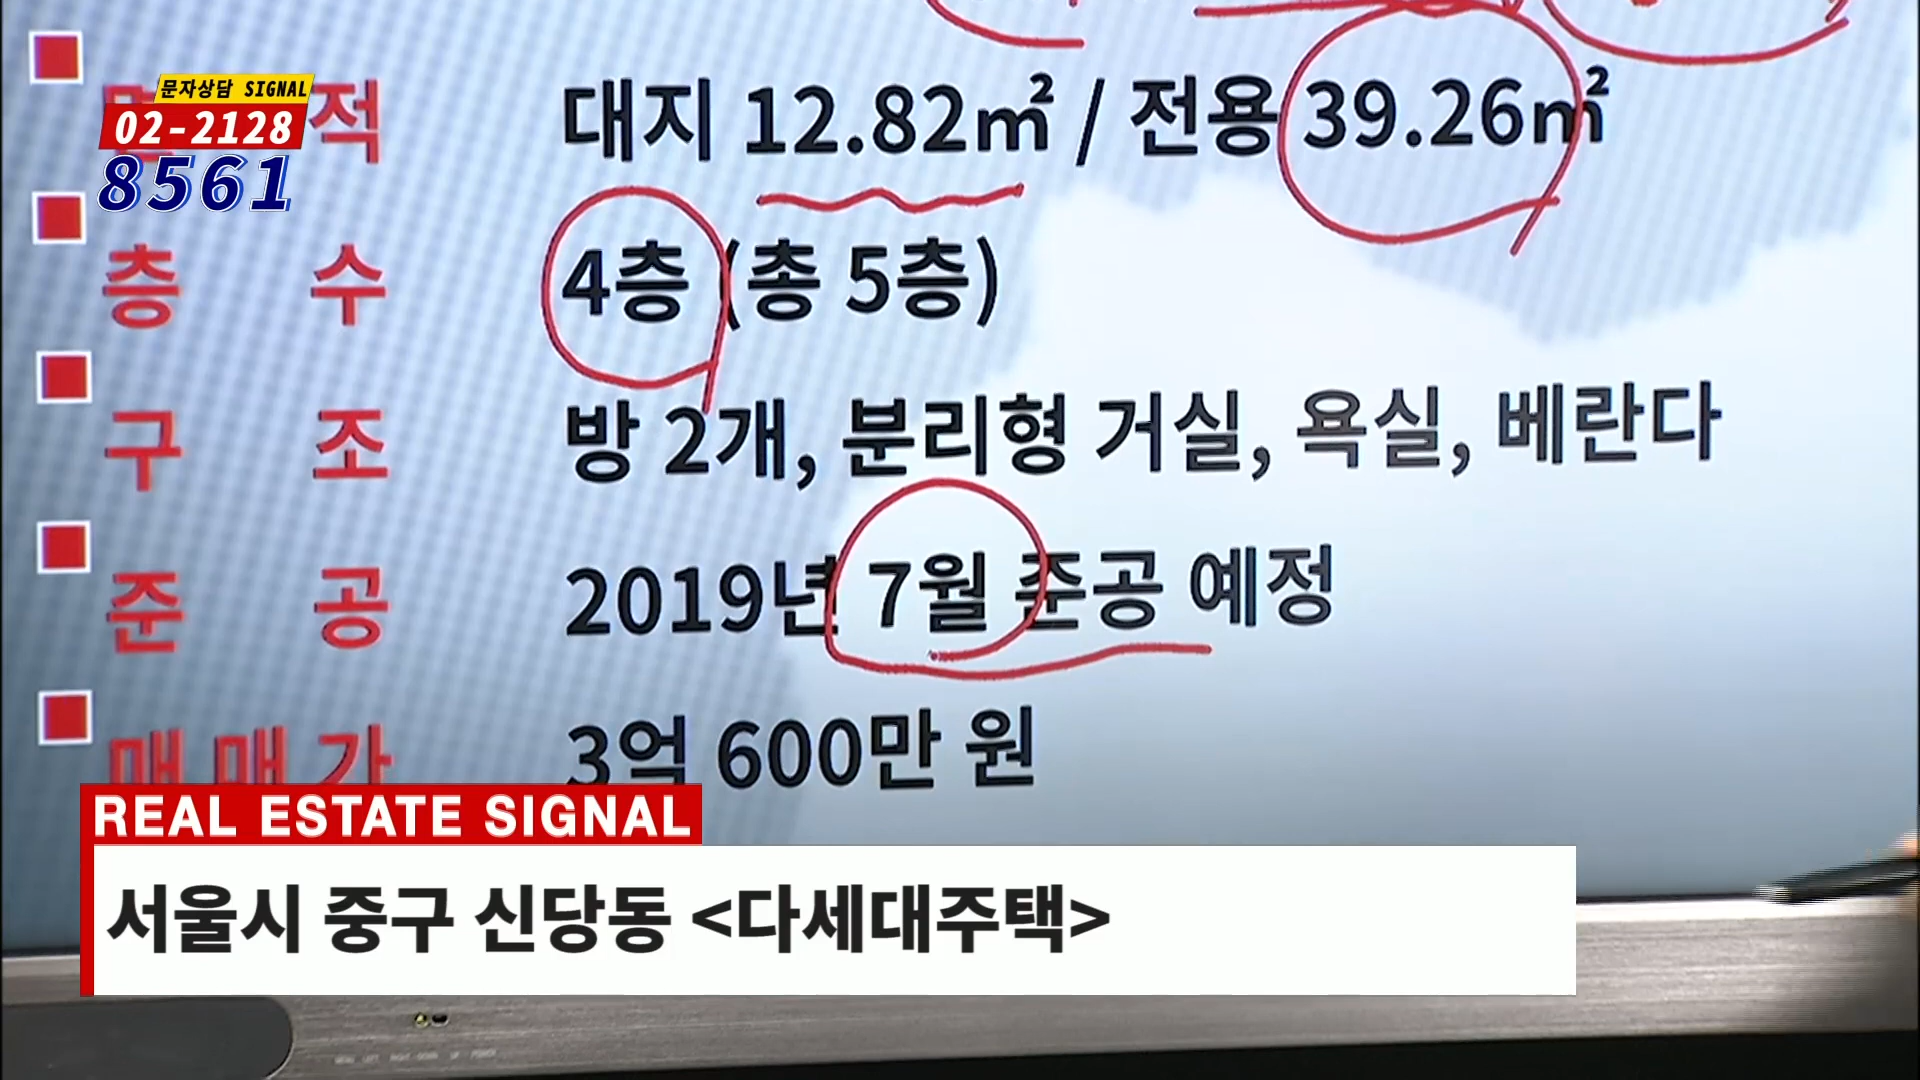 문자상담 SIGNAL
02-2128
8561
적 대지 12.82㎡ / 전용 39.26㎡
층 수 4층 (총 5층)
구 조 방 2개, 분리형 거실, 욕실, 베란다
준 공 2019년 7월 준공 예정
매 매 가 3억 600만 원
REAL ESTATE SIGNAL
서울시 중구 신당동 <다세대주택>